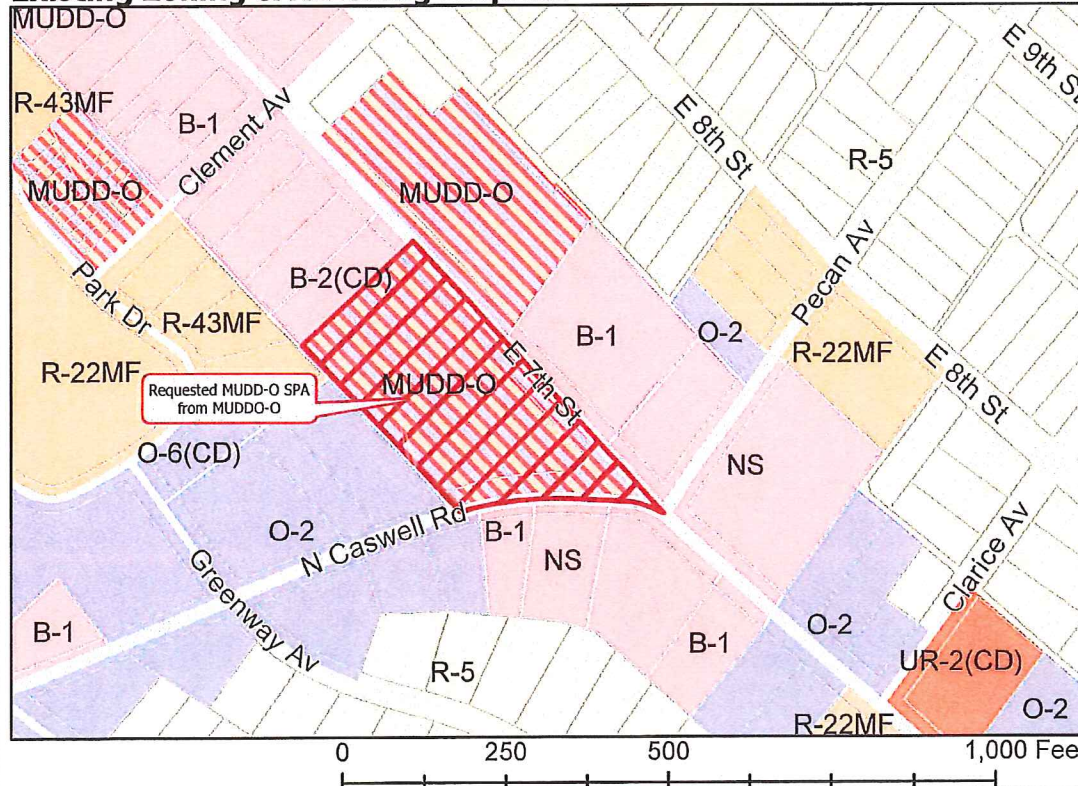 MUDD-O
E 9th St
R-43MF
B-1
Clement Av
E 8th St
R-5
MUDD-O
MUDD-O
Pecan Av
B-2(CD)
Park Dr
R-43MF
B-1
O-2
R-22MF
R-22MF
E 7th St
E 8th St
MUDD-O
Requested MUDD-O SPA
from MUDDO-O
O-6(CD)
NS
O-2
N Caswell Rd
B-1
NS
Clarice Av
Greenway Av
B-1
O-2
B-1
R-5
UR-2(CD)
O-2
R-22MF
0 250 500 1,000 Fee